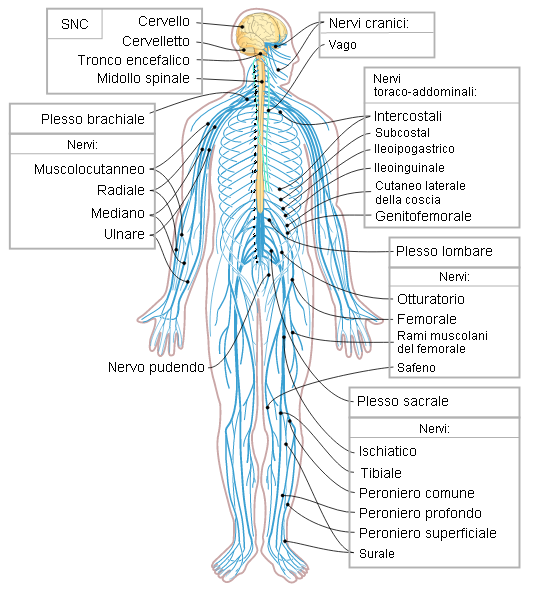 SNC
Cervello
Cervelletto
Tronco encefalico
Midollo spinale
Plesso brachiale
Nervi:
Muscolocutanneo
Radiale
Mediano
Ulnare
Nervo pudendo
Nervi cranici:
Vago
Nervi
toraco-addominali:
Intercostali
Subcostal
Ileoipogastrico
Ileoinguinale
Cutaneo laterale
della coscia
Genitofemorale
Plesso lombare
Nervi:
Otturatorio
Femorale
Rami muscolani
del femorale
Safeno
Plesso sacrale
Nervi:
Ischiatico
Tibiale
Peroniero comune
Peroniero profondo
Peroniero superficiale
Surale